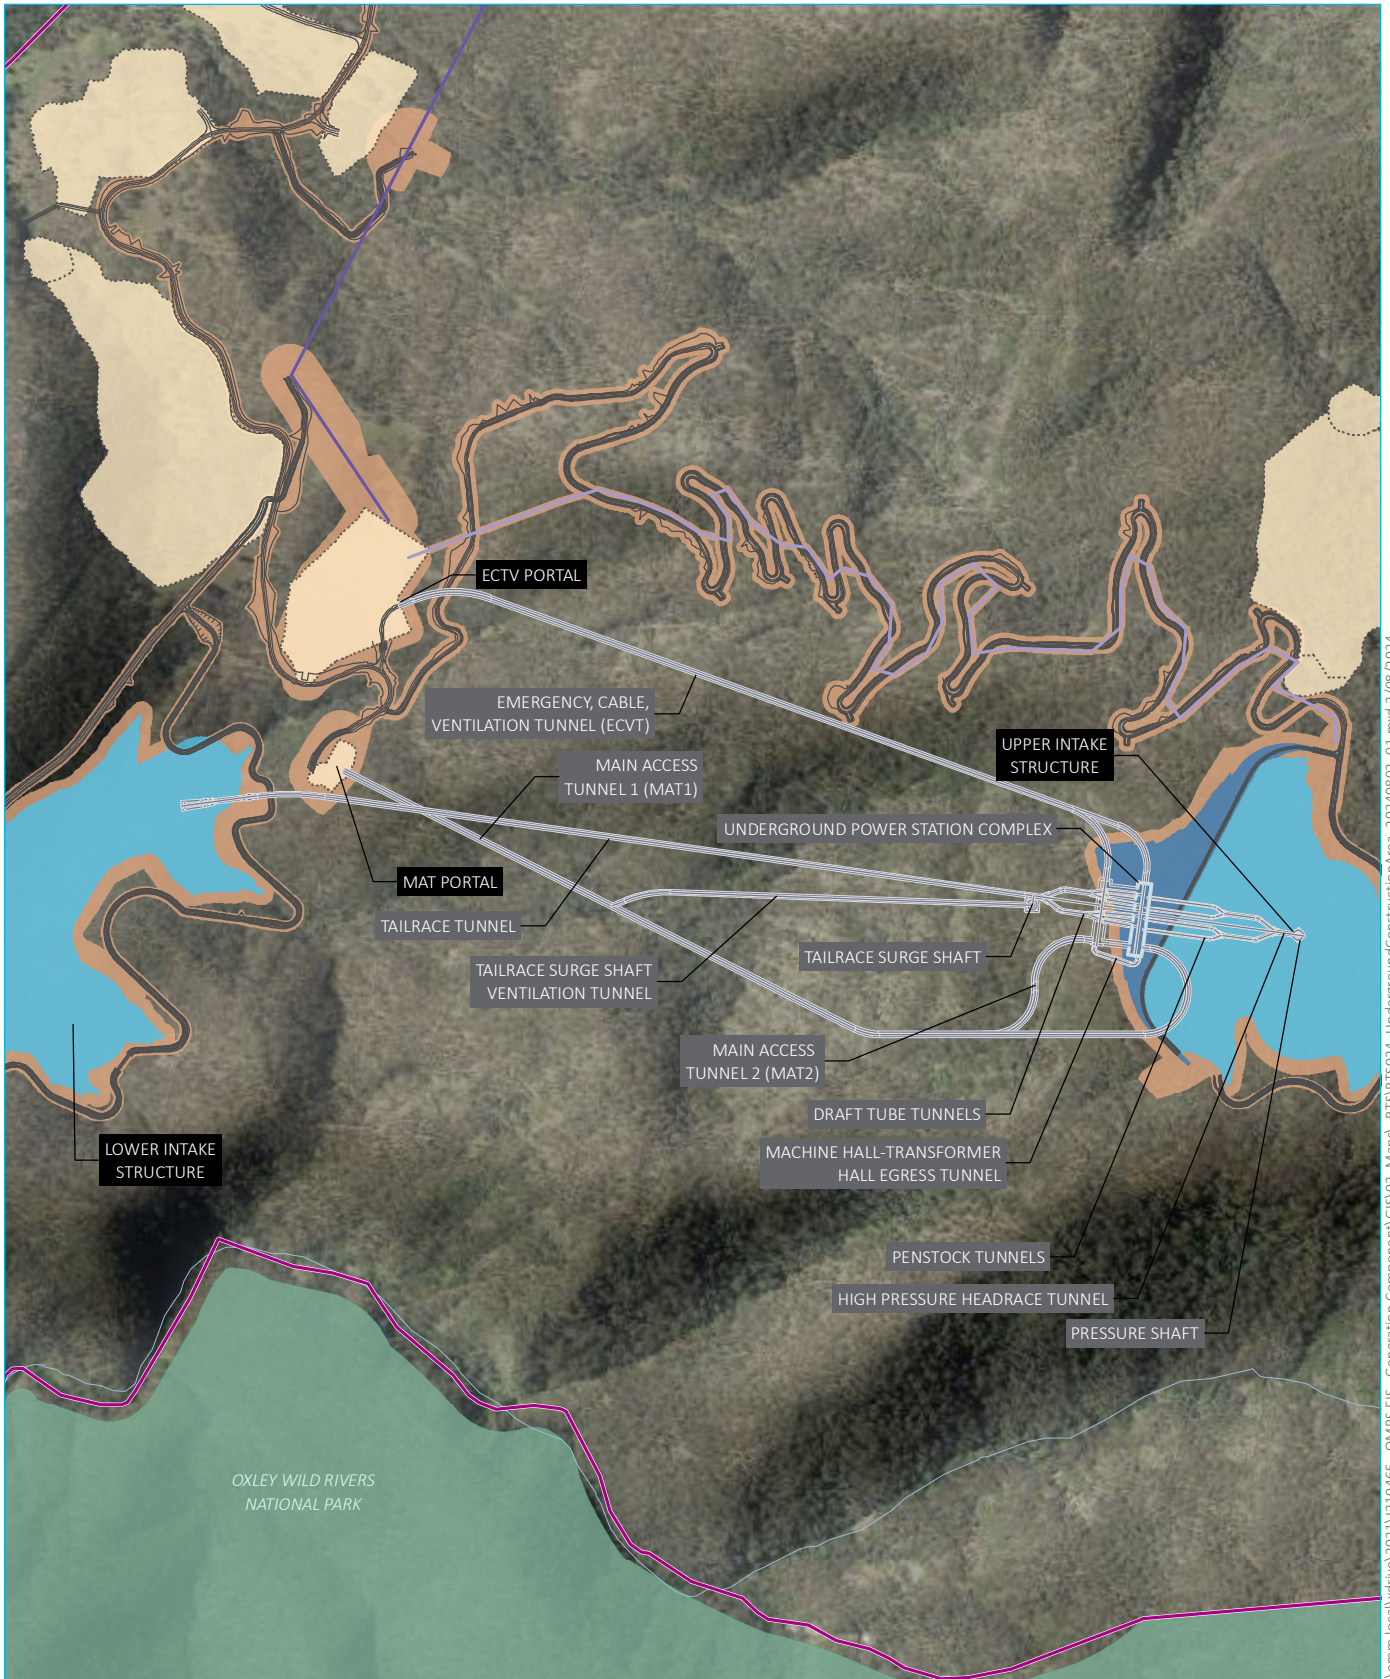 ECTV PORTAL
EMERGENCY, CABLE,
VENTILATION TUNNEL (ECVT)
UPPER INTAKE
STRUCTURE
MAIN ACCESS
TUNNEL 1 (MAT1)
UNDERGROUND POWER STATION COMPLEX
MAT PORTAL
TAILRACE TUNNEL
TAILRACE SURGE SHAFT
TAILRACE SURGE SHAFT
VENTILATION TUNNEL
MAIN ACCESS
TUNNEL 2 (MAT2)
DRAFT TUBE TUNNELS
LOWER INTAKE
STRUCTURE
MACHINE HALL-TRANSFORMER
HALL EGRESS TUNNEL
PENSTOCK TUNNELS
HIGH PRESSURE HEADRACE TUNNEL
PRESSURE SHAFT
OXLEY WILD RIVERS
NATIONAL PARK